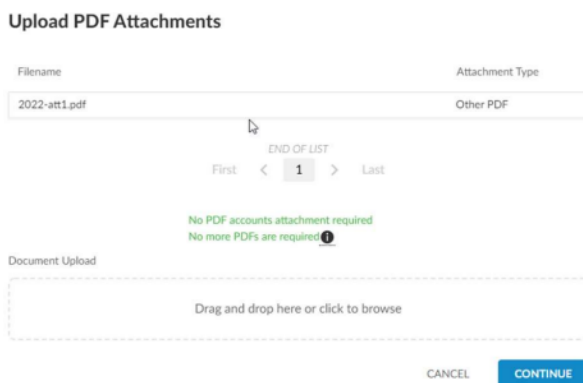 Upload PDF Attachments
Filename Attachment Type
2022-att1.pdf Other PDF
END OF LIST
First < 1 > Last
No PDF accounts attachment required
No more PDFs are required
Document Upload
Drag and drop here or click to browse
CANCEL CONTINUE